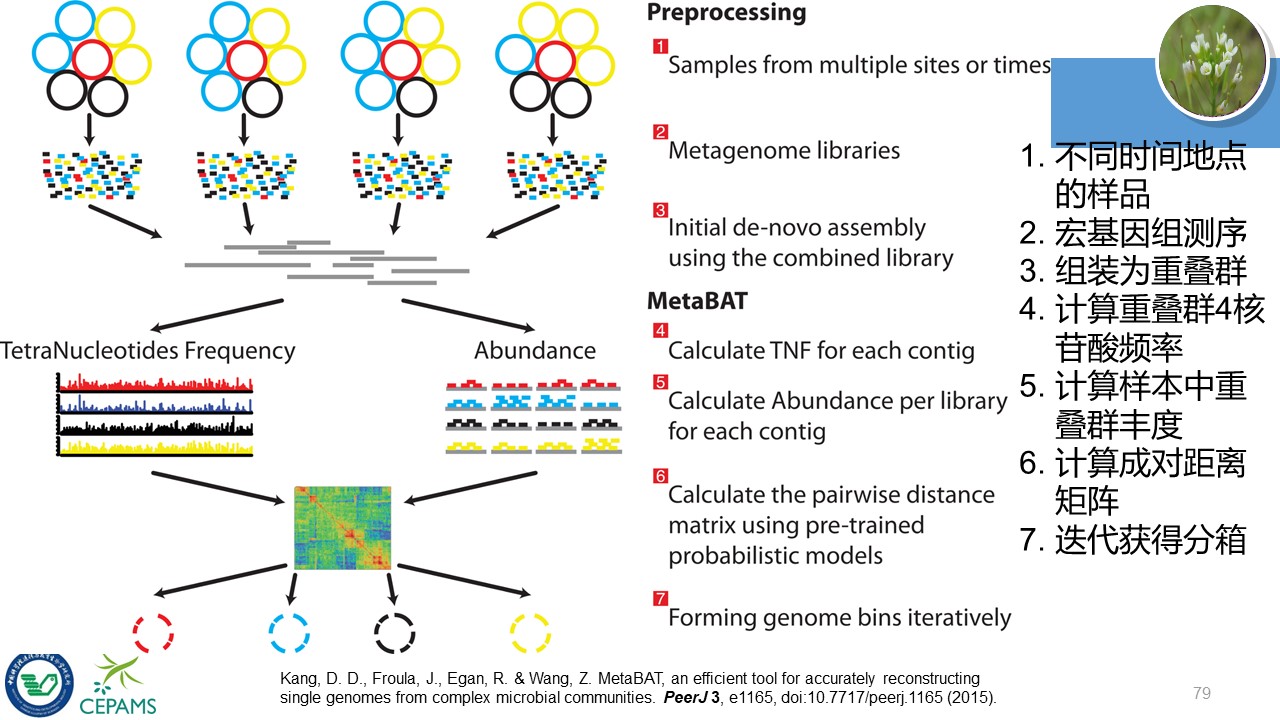 Preprocessing
1 Samples from multiple sites or times
2 Metagenome libraries
3 Initial de-novo assembly
using the combined library
MetaBAT
4 Calculate TNF for each contig
5 Calculate Abundance per library
for each contig
6 Calculate the pairwise distance
matrix using pre-trained
probabilistic models
7 Forming genome bins iteratively
TetraNucleotides Frequency
Abundance
1. 不同时间地点
的样品
2. 宏基因组测序
3. 组装为重叠群
4. 计算重叠群4核
苷酸频率
5. 计算样本中重
叠群丰度
6. 计算成对距离
矩阵
7. 迭代获得分箱
CEPAMS
Kang, D. D., Froula, J., Egan, R. & Wang, Z. MetaBAT, an efficient tool for accurately reconstructing
single genomes from complex microbial communities. PeerJ 3, e1165, doi:10.7717/peerj.1165 (2015).
79